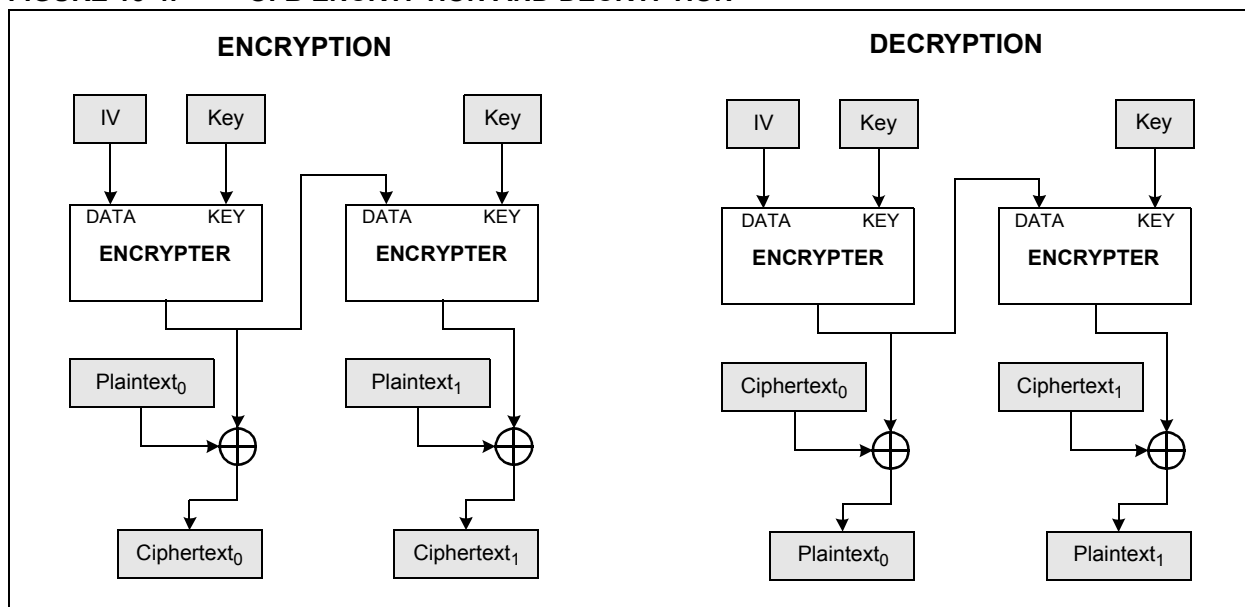 ENCRYPTION
DECRYPTION
IV Key Key
IV Key Key
DATA KEY DATA KEY
ENCRYPTER ENCRYPTER
DATA KEY DATA KEY
ENCRYPTER ENCRYPTER
Plaintext0 Plaintext1
Ciphertext0 Ciphertext1
Ciphertext0 Ciphertext1
Plaintext0 Plaintext1